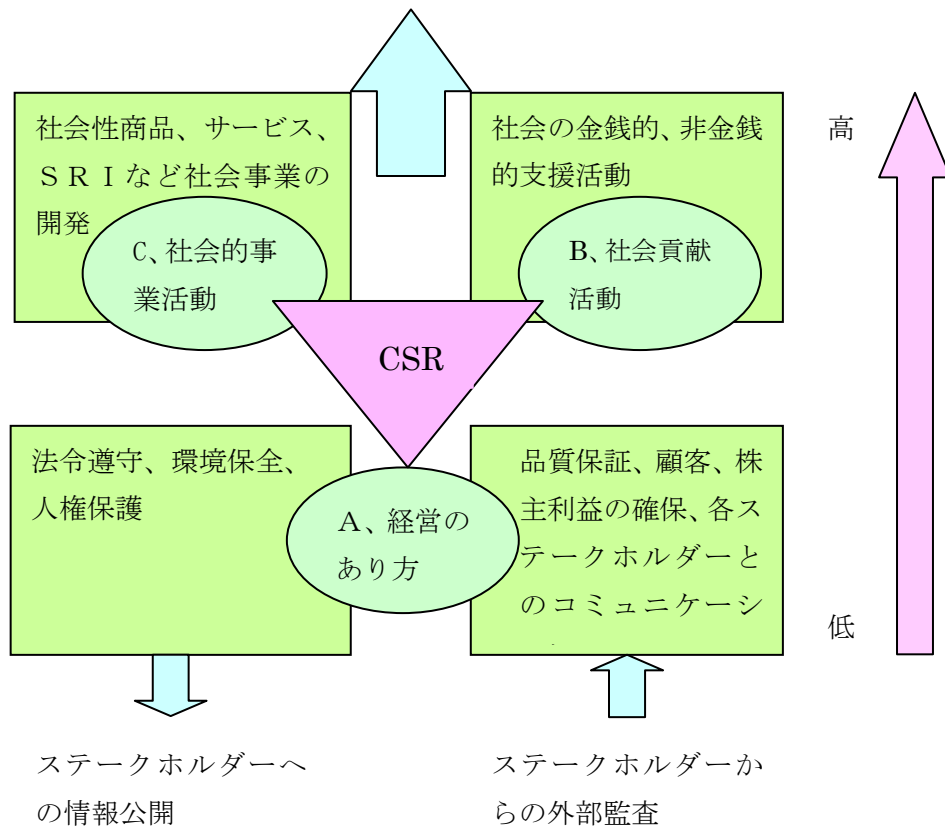 社会性商品、サービス、
ＳＲＩなど社会事業の
開発
C、社会的事
業活動
社会の金銭的、非金銭
的支援活動
B、社会貢献
活動
高
CSR
法令遵守、環境保全、
人権保護
A、経営の
あり方
品質保証、顧客、株
主利益の確保、各ス
テークホルダーと
のコミュニケーシ
低
ステークホルダーへ
の情報公開
ステークホルダーか
らの外部監査